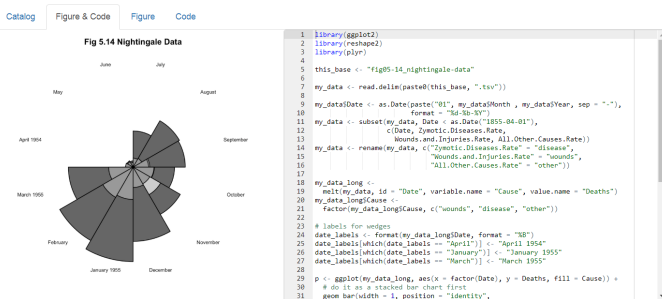 Catalog Figure & Code Figure Code
Fig 5.14 Nightingale Data
June July
May August
April 1954 September
March 1955 October
February November
January 1955 December
1 library(ggplot2)
2 library(reshape2)
3 library(plyr)
4
5 this_base <- "fig05-14_nightingale-data"
6
7 my_data <- read.delim(paste0(this_base, ".tsv"))
8
9 my_data$Date <- as.Date(paste("01", my_data$Month , my_data$Year, sep = "-"),
10 format = "%d-%b-%Y")
11 my_data <- subset(my_data, Date < as.Date("1855-04-01"),
12 c(Date, Zymotic.Diseases.Rate,
13 Wounds.and.Injuries.Rate, All.Other.Causes.Rate))
14 my_data <- rename(my_data, c("Zymotic.Diseases.Rate" = "disease",
15 "Wounds.and.Injuries.Rate" = "wounds",
16 "All.Other.Causes.Rate" = "other"))
17
18 my_data_long <-
19 melt(my_data, id = "Date", variable.name = "Cause", value.name = "Deaths")
20 my_data_long$Cause <-
21 factor(my_data_long$Cause, c("wounds", "disease", "other"))
22
23 # labels for wedges
24 date_labels <- format(my_data_long$Date, format = "%B")
25 date_labels[which(date_labels == "April")] <- "April 1954"
26 date_labels[which(date_labels == "January")] <- "January 1955"
27 date_labels[which(date_labels == "March")] <- "March 1955"
28
29 p <- ggplot(my_data_long, aes(x = factor(Date), y = Deaths, fill = Cause)) +
30 # do it as a stacked bar chart first
31 geom_bar(width = 1, position = "identity",